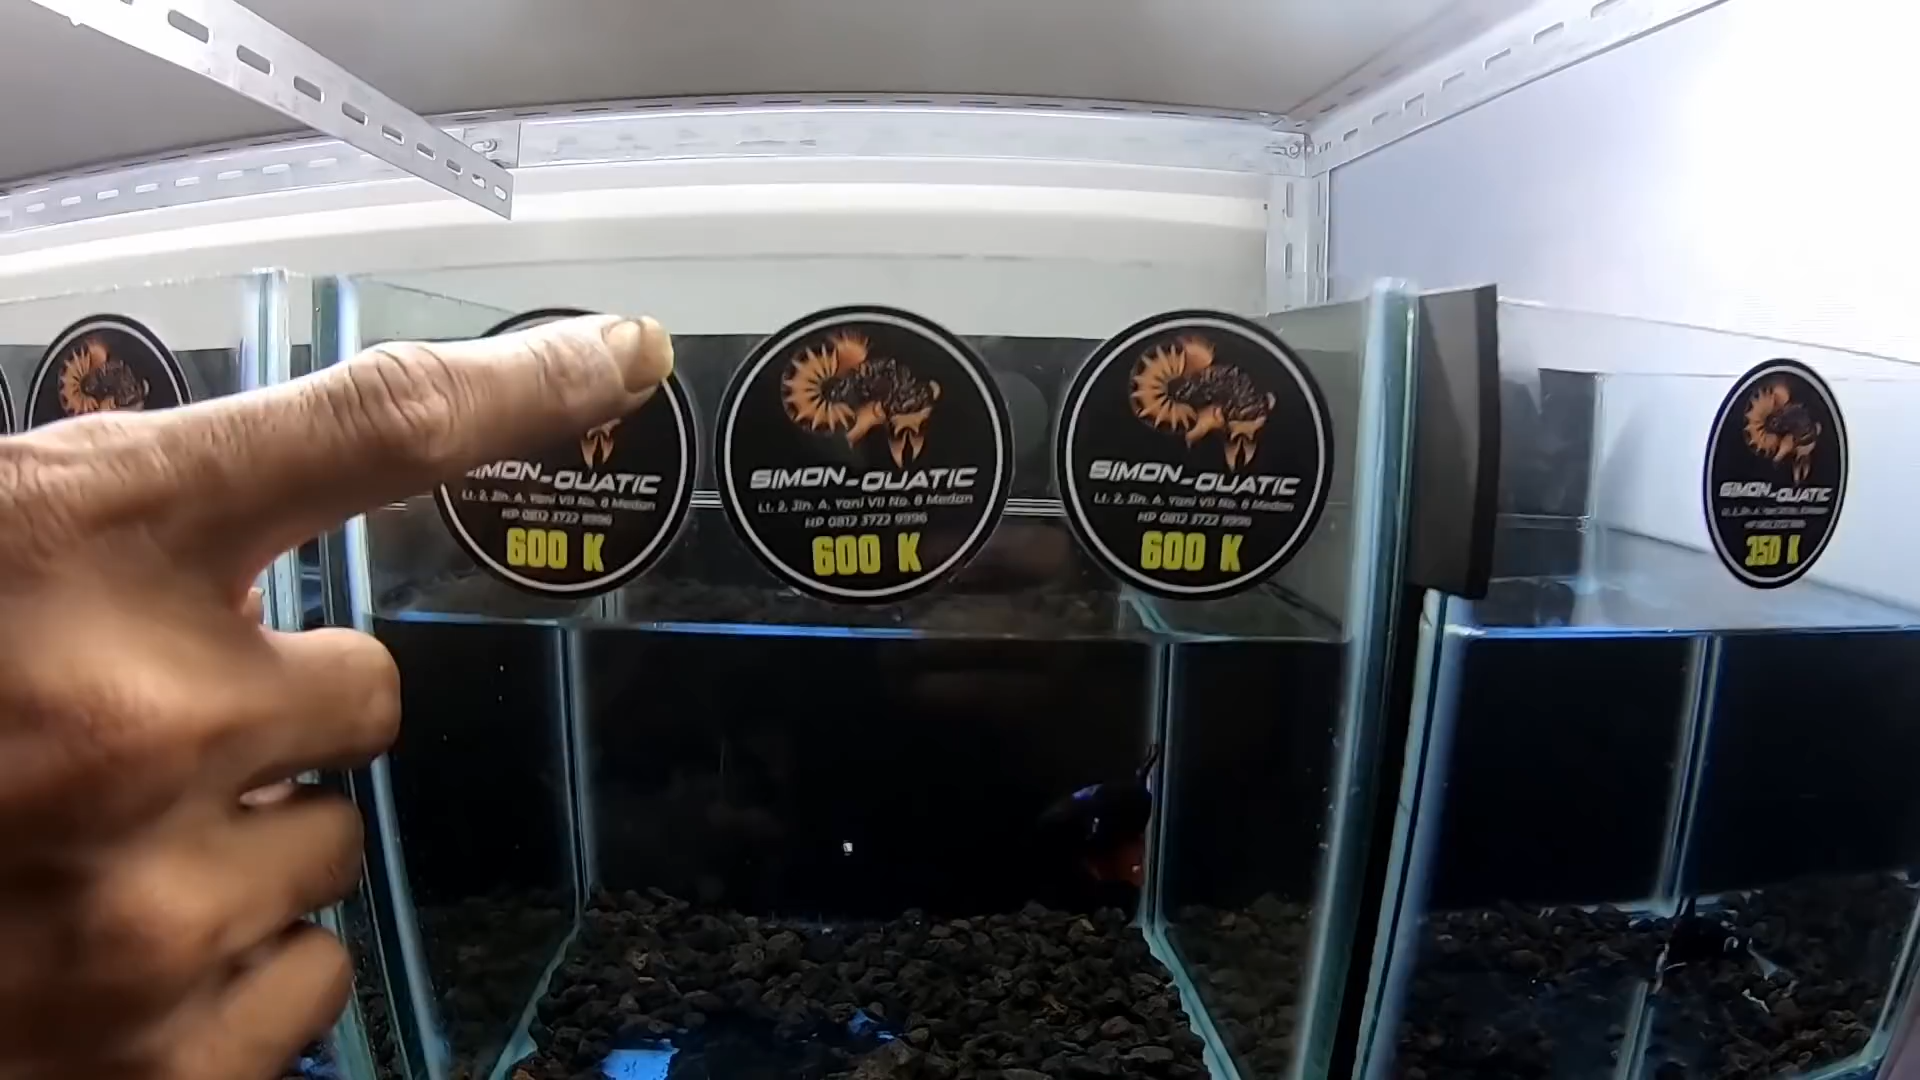 SIMON-QUATIC
Lt. 2, Jln. A. Yani VII No. 8 Medan
HP 0812 3722 9996
600 K
SIMON-QUATIC
Lt. 2, Jln. A. Yani VII No. 8 Medan
HP 0812 3722 9996
600 K
SIMON-QUATIC
Lt. 2, Jln. A. Yani VII No. 8 Medan
HP 0812 3722 9996
600 K
SIMON-QUATIC
350 K